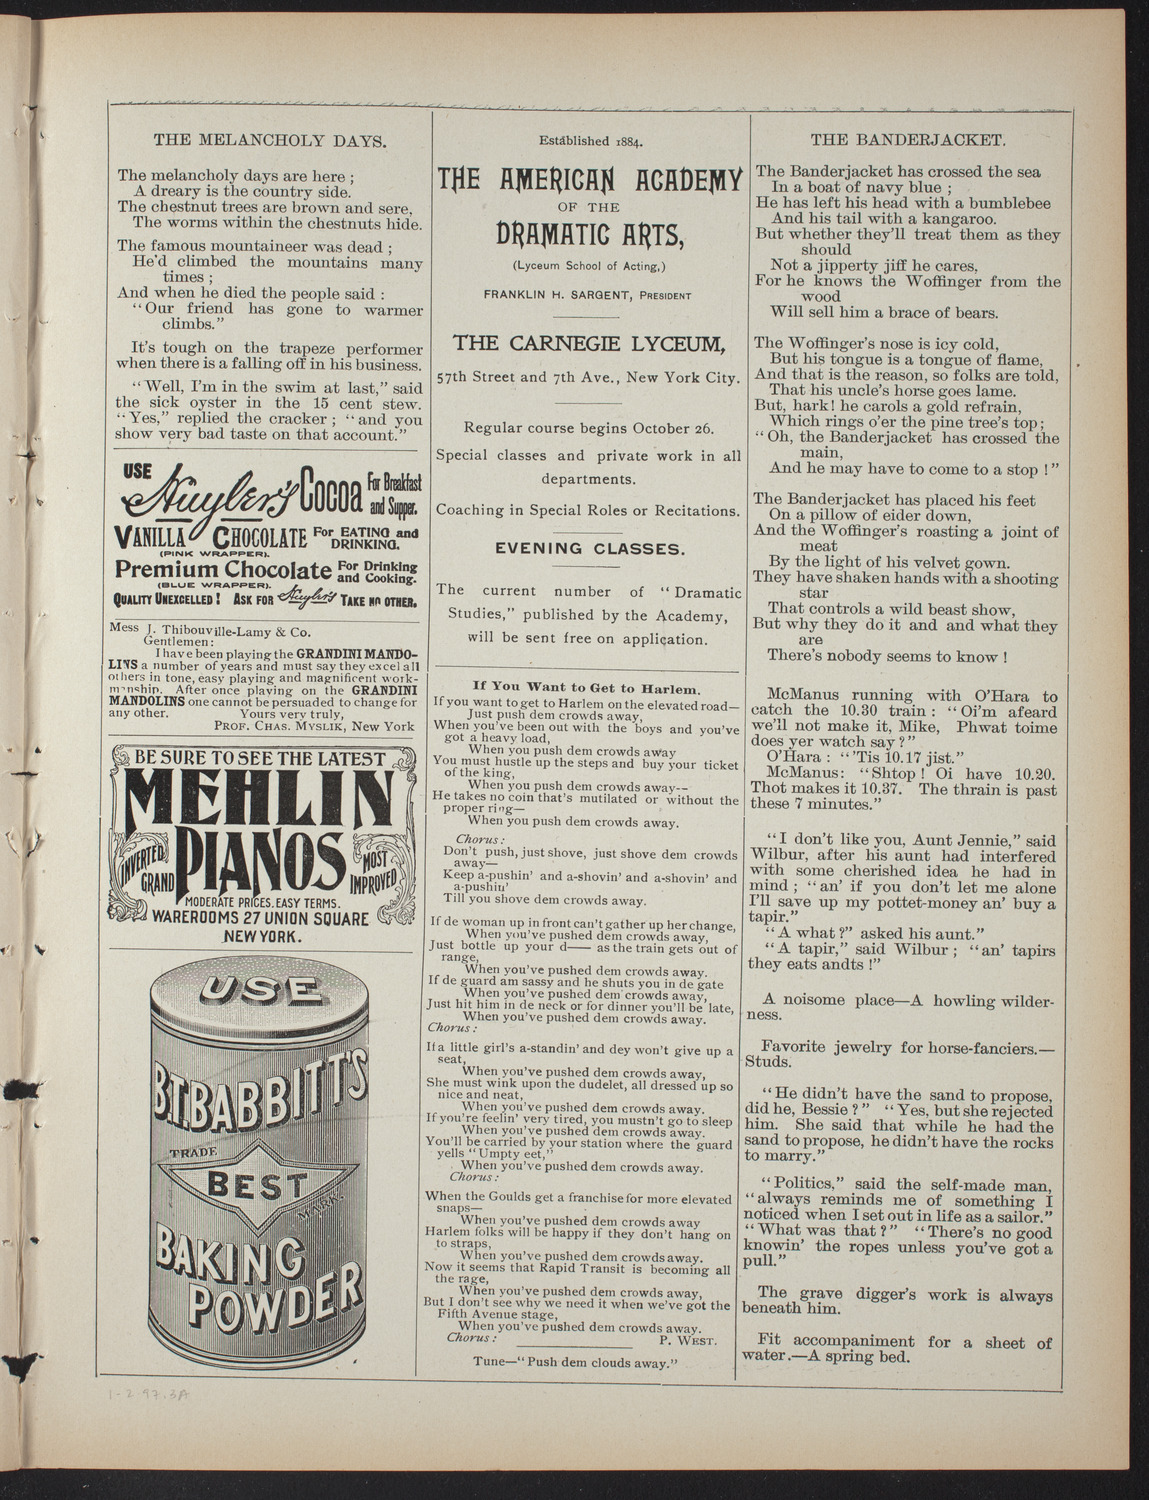 THE MELANCHOLY DAYS.
The melancholy days are here ;
A dreary is the country side.
The chestnut trees are brown and sere,
The worms within the chestnuts hide.
The famous mountaineer was dead ;
He'd climbed the mountains many
times ;
And when he died the people said :
"Our friend has gone to warmer
climbs."
It's tough on the trapeze performer
when there is a falling off in his business.
"Well, I'm in the swim at last," said
the sick oyster in the 15 cent stew.
"Yes," replied the cracker ; "and you
show very bad taste on that account."
USE
Huyler's Cocoa For Breakfast
and Supper.
VANILLA CHOCOLATE For EATING and
DRINKING.
(PINK WRAPPER).
Premium Chocolate For Drinking
and Cooking.
(BLUE WRAPPER).
QUALITY UNEXCELLED! ASK FOR Huyler's TAKE NO OTHER.
Mess J. Thibouville-Lamy & Co.
Gentlemen:
I have been playing the GRANDINI MANDO-
LINS a number of years and must say they excel all
others in tone, easy playing and magnificent work-
manship. After once playing on the GRANDINI
MANDOLINS one cannot be persuaded to change for
any other. Yours very truly,
PROF. CHAS. MYSLIK, New York
BE SURE TO SEE THE LATEST
MEHLIN
PIANOS
INVERTED
GRAND
MOST
IMPROVED
MODERATE PRICES. EASY TERMS.
WAREROOMS 27 UNION SQUARE
NEW YORK.
USE
B.T. BABBITT'S
TRADE
BEST
MARK.
BAKING
POWDER
1-2.97.3A
Established 1884.
THE AMERICAN ACADEMY
OF THE
DRAMATIC ARTS,
(Lyceum School of Acting,)
FRANKLIN H. SARGENT, PRESIDENT
THE CARNEGIE LYCEUM,
57th Street and 7th Ave., New York City.
Regular course begins October 26.
Special classes and private work in all
departments.
Coaching in Special Roles or Recitations.
EVENING CLASSES.
The current number of "Dramatic
Studies," published by the Academy,
will be sent free on application.
If You Want to Get to Harlem.
If you want to get to Harlem on the elevated road—
Just push dem crowds away,
When you've been out with the boys and you've
got a heavy load,
When you push dem crowds away
You must hustle up the steps and buy your ticket
of the king,
When you push dem crowds away--
He takes no coin that's mutilated or without the
proper ring—
When you push dem crowds away.
Chorus:
Don't push, just shove, just shove dem crowds
away—
Keep a-pushin' and a-shovin' and a-shovin' and
a-pushin'
Till you shove dem crowds away.
If de woman up in front can't gather up her change,
When you've pushed dem crowds away,
Just bottle up your d—— as the train gets out of
range,
When you've pushed dem crowds away.
If de guard am sassy and he shuts you in de gate
When you've pushed dem crowds away,
Just hit him in de neck or for dinner you'll be late,
When you've pushed dem crowds away.
Chorus:
If a little girl's a-standin' and dey won't give up a
seat,
When you've pushed dem crowds away,
She must wink upon the dudelet, all dressed up so
nice and neat,
When you've pushed dem crowds away.
If you're feelin' very tired, you mustn't go to sleep
When you've pushed dem crowds away.
You'll be carried by your station where the guard
yells "Umpty eet,"
When you've pushed dem crowds away.
Chorus:
When the Goulds get a franchise for more elevated
snaps—
When you've pushed dem crowds away
Harlem folks will be happy if they don't hang on
to straps,
When you've pushed dem crowds away.
Now it seems that Rapid Transit is becoming all
the rage,
When you've pushed dem crowds away,
But I don't see why we need it when we've got the
Fifth Avenue stage,
When you've pushed dem crowds away.
Chorus: P. WEST.
Tune—"Push dem clouds away."
THE BANDERJACKET.
The Banderjacket has crossed the sea
In a boat of navy blue ;
He has left his head with a bumblebee
And his tail with a kangaroo.
But whether they'll treat them as they
should
Not a jipperty jiff he cares,
For he knows the Woffinger from the
wood
Will sell him a brace of bears.
The Woffinger's nose is icy cold,
But his tongue is a tongue of flame,
And that is the reason, so folks are told,
That his uncle's horse goes lame.
But, hark! he carols a gold refrain,
Which rings o'er the pine tree's top;
"Oh, the Banderjacket has crossed the
main,
And he may have to come to a stop !"
The Banderjacket has placed his feet
On a pillow of eider down,
And the Woffinger's roasting a joint of
meat
By the light of his velvet gown.
They have shaken hands with a shooting
star
That controls a wild beast show,
But why they do it and and what they
are
There's nobody seems to know !
McManus running with O'Hara to
catch the 10.30 train : "Oi'm afeard
we'll not make it, Mike, Phwat toime
does yer watch say ?"
O'Hara : "'Tis 10.17 jist."
McManus: "Shtop ! Oi have 10.20.
Thot makes it 10.37. The thrain is past
these 7 minutes."
"I don't like you, Aunt Jennie," said
Wilbur, after his aunt had interfered
with some cherished idea he had in
mind ; "an' if you don't let me alone
I'll save up my pottet-money an' buy a
tapir."
"A what ?" asked his aunt."
"A tapir," said Wilbur ; "an' tapirs
they eats andts !"
A noisome place—A howling wilder-
ness.
Favorite jewelry for horse-fanciers.—
Studs.
"He didn't have the sand to propose,
did he, Bessie ?" "Yes, but she rejected
him. She said that while he had the
sand to propose, he didn't have the rocks
to marry."
"Politics," said the self-made man,
"always reminds me of something I
noticed when I set out in life as a sailor."
"What was that ?" "There's no good
knowin' the ropes unless you've got a
pull."
The grave digger's work is always
beneath him.
Fit accompaniment for a sheet of
water.—A spring bed.